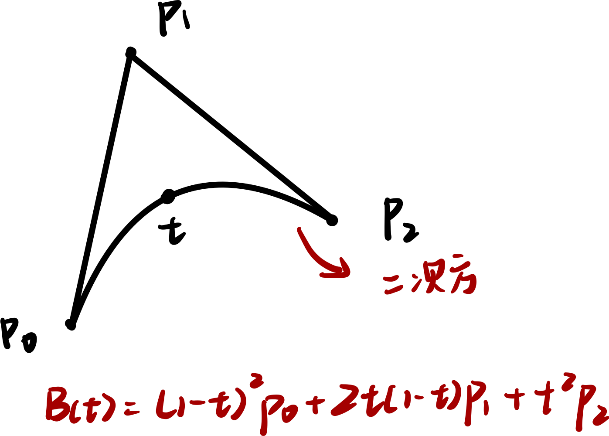 P1
t
P2
二次方
P0
B(t) = (1-t)²P0 + 2t(1-t)P1 + t²P2